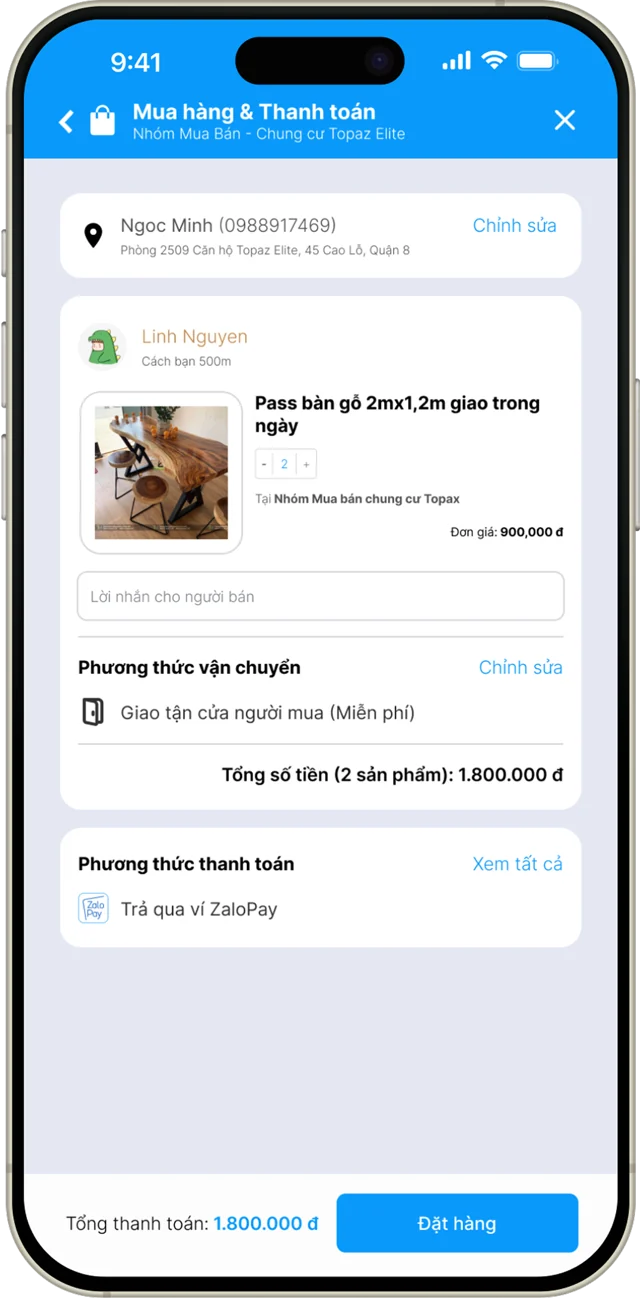 9:41
Mua hàng & Thanh toán
Nhóm Mua Bán - Chung cư Topaz Elite
Ngoc Minh (0988917469)
Chỉnh sửa
Phòng 2509 Căn hộ Topaz Elite, 45 Cao Lỗ, Quận 8
Linh Nguyen
Cách bạn 500m
Pass bàn gỗ 2mx1,2m giao trong
ngày
- 2 +
Tại Nhóm Mua bán chung cư Topax
Đơn giá: 900,000 đ
Lời nhắn cho người bán
Phương thức vận chuyển
Chỉnh sửa
Giao tận cửa người mua (Miễn phí)
Tổng số tiền (2 sản phẩm): 1.800.000 đ
Phương thức thanh toán
Xem tất cả
Zalo
Pay
Trả qua ví ZaloPay
Tổng thanh toán: 1.800.000 đ
Đặt hàng